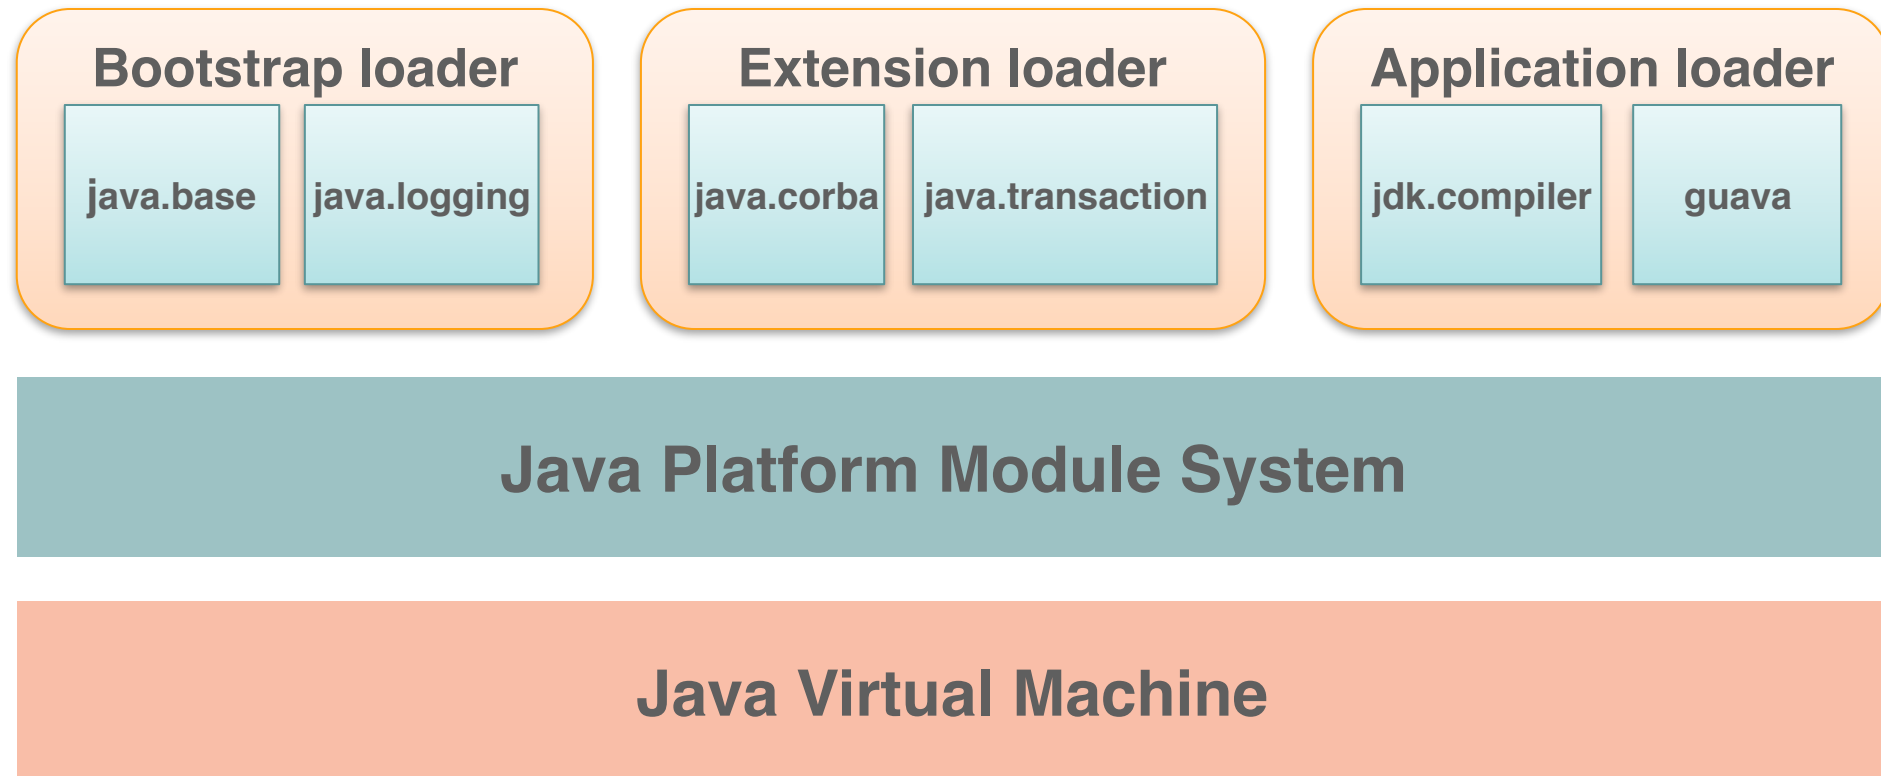 Bootstrap loader
java.base
java.logging
Extension loader
java.corba
java.transaction
Application loader
jdk.compiler
guava
Java Platform Module System
Java Virtual Machine